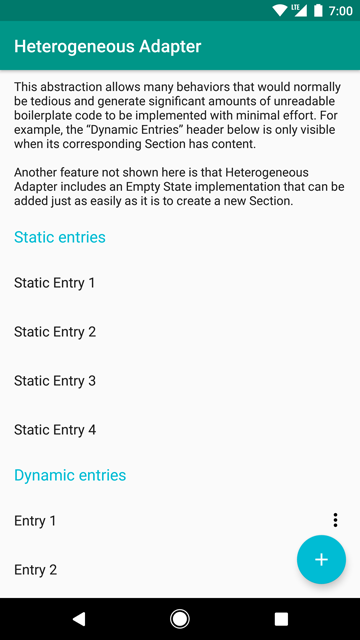 LTE 7:00
Heterogeneous Adapter
This abstraction allows many behaviors that would normally
be tedious and generate significant amounts of unreadable
boilerplate code to be implemented with minimal effort. For
example, the “Dynamic Entries” header below is only visible
when its corresponding Section has content.
Another feature not shown here is that Heterogeneous
Adapter includes an Empty State implementation that can be
added just as easily as it is to create a new Section.
Static entries
Static Entry 1
Static Entry 2
Static Entry 3
Static Entry 4
Dynamic entries
Entry 1
Entry 2